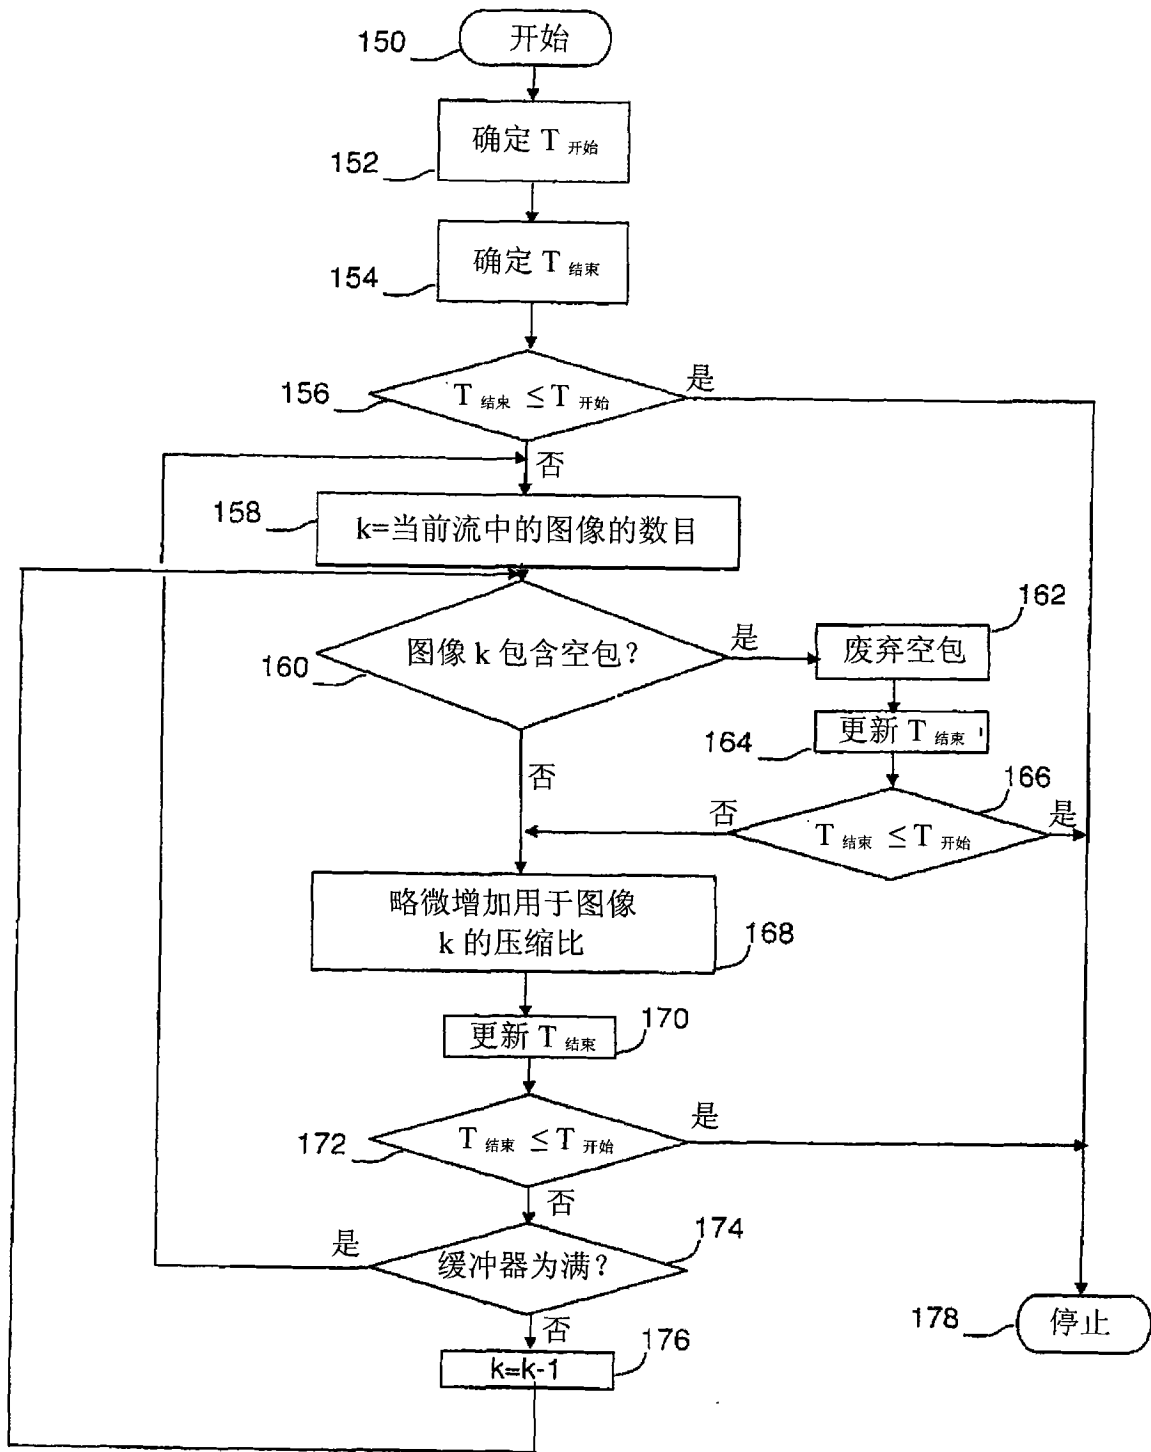 150 开始
确定 T 开始
152
确定 T 结束
154
156 T 结束 ≤ T 开始 是
否
158 k=当前流中的图像的数目
160 图像 k 包含空包? 是 废弃空包 162
更新 T 结束
164
否
否 T 结束 ≤ T 开始 是 166
略微增加用于图像
k 的压缩比 168
更新 T 结束 170
172 T 结束 ≤ T 开始 是
否
是 缓冲器为满? 174
否
178 停止
k=k-1 176